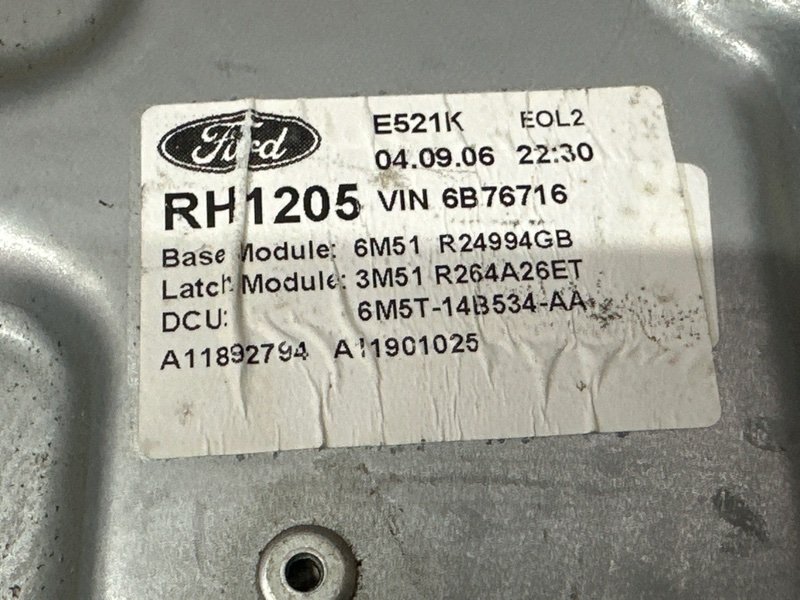 Ford E521K EOL2
04.09.06 22:30
RH1205 VIN 6B76716
Base Module: 6M51 R24994GB
Latch Module: 3M51 R264A26ET
DCU: 6M5T-14B534-AA
A11892794 A11901025